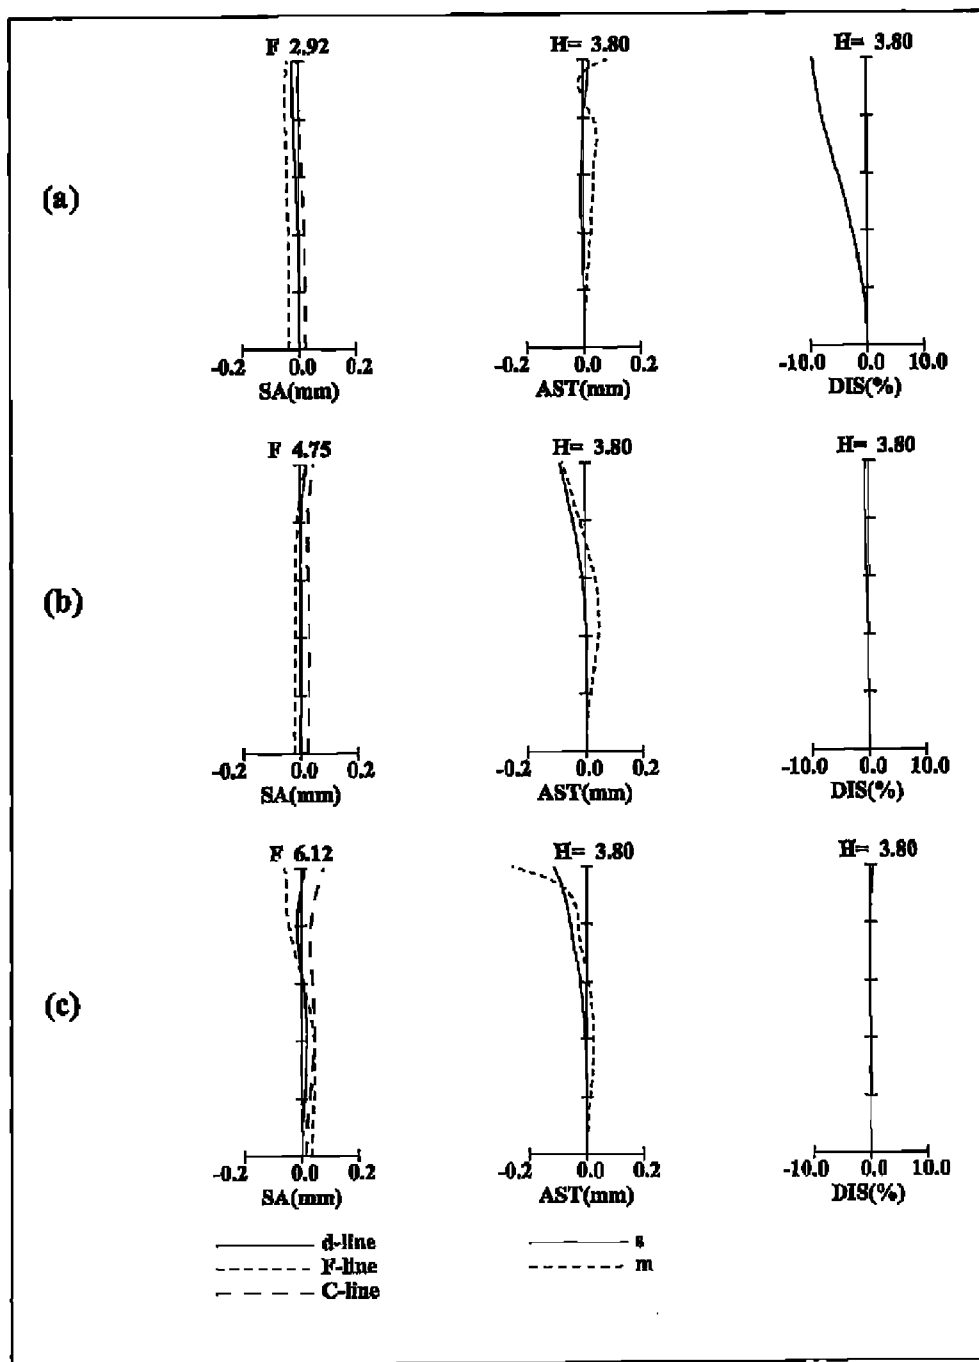 F 2.92 H= 3.80 H= 3.80
(a)
-0.2 0.0 0.2 -0.2 0.0 0.2 -10.0 0.0 10.0
SA(mm) AST(mm) DIS(%)
F 4.75 H= 3.80 H= 3.80
(b)
-0.2 0.0 0.2 -0.2 0.0 0.2 -10.0 0.0 10.0
SA(mm) AST(mm) DIS(%)
F 6.12 H= 3.80 H= 3.80
(c)
-0.2 0.0 0.2 -0.2 0.0 0.2 -10.0 0.0 10.0
SA(mm) AST(mm) DIS(%)
d-line s
F-line m
C-line